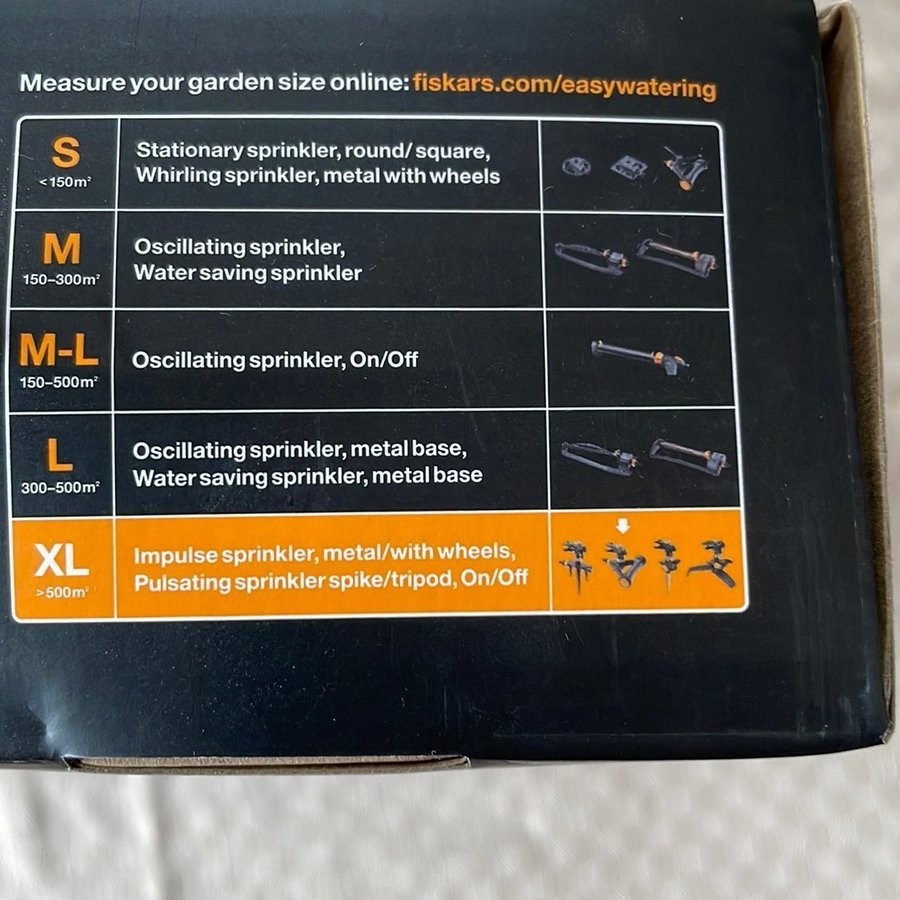 Measure your garden size online: fiskars.com/easywatering
S
<150m²
Stationary sprinkler, round/square,
Whirling sprinkler, metal with wheels
M
150–300m²
Oscillating sprinkler,
Water saving sprinkler
M-L
150–500m²
Oscillating sprinkler, On/Off
L
300–500m²
Oscillating sprinkler, metal base,
Water saving sprinkler, metal base
XL
>500m²
Impulse sprinkler, metal/with wheels,
Pulsating sprinkler spike/tripod, On/Off